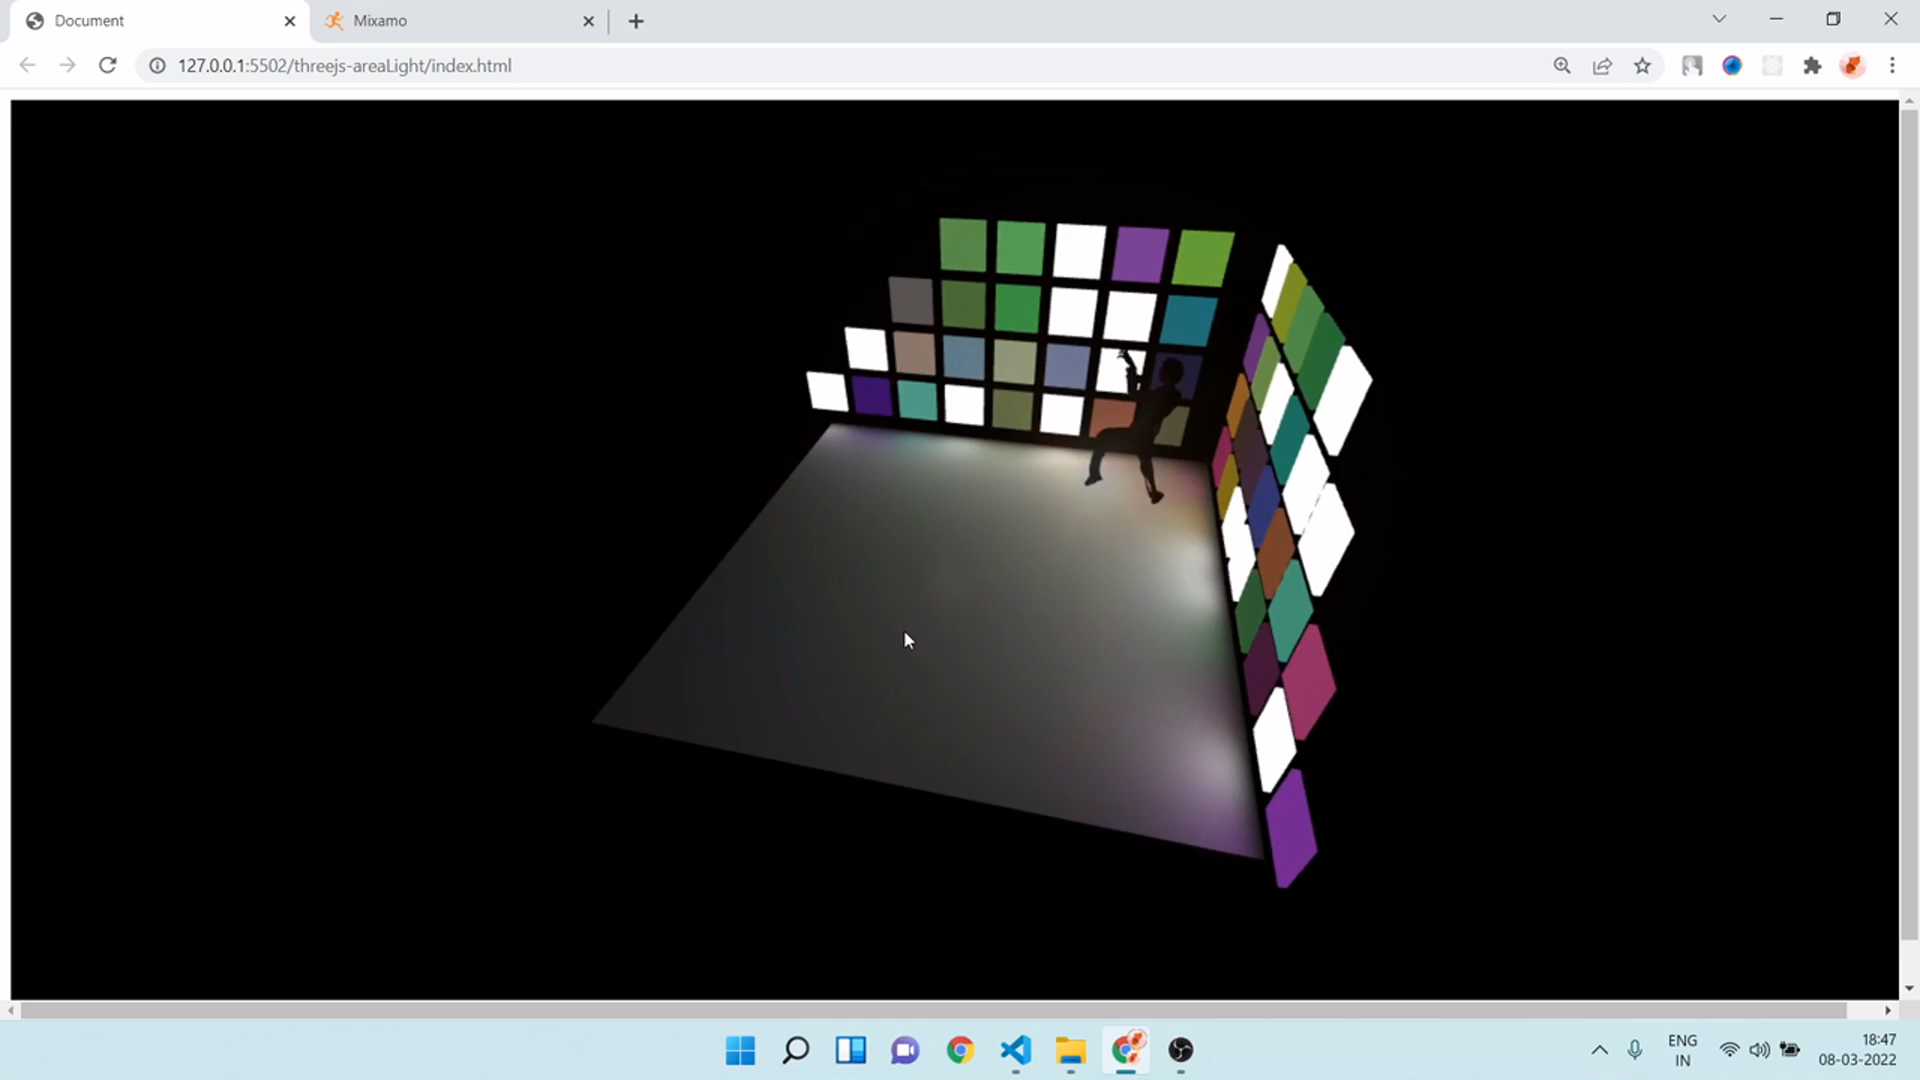 Document
Mixamo
127.0.0.1:5502/threejs-areaLight/index.html
ENG
IN
18:47
08-03-2022